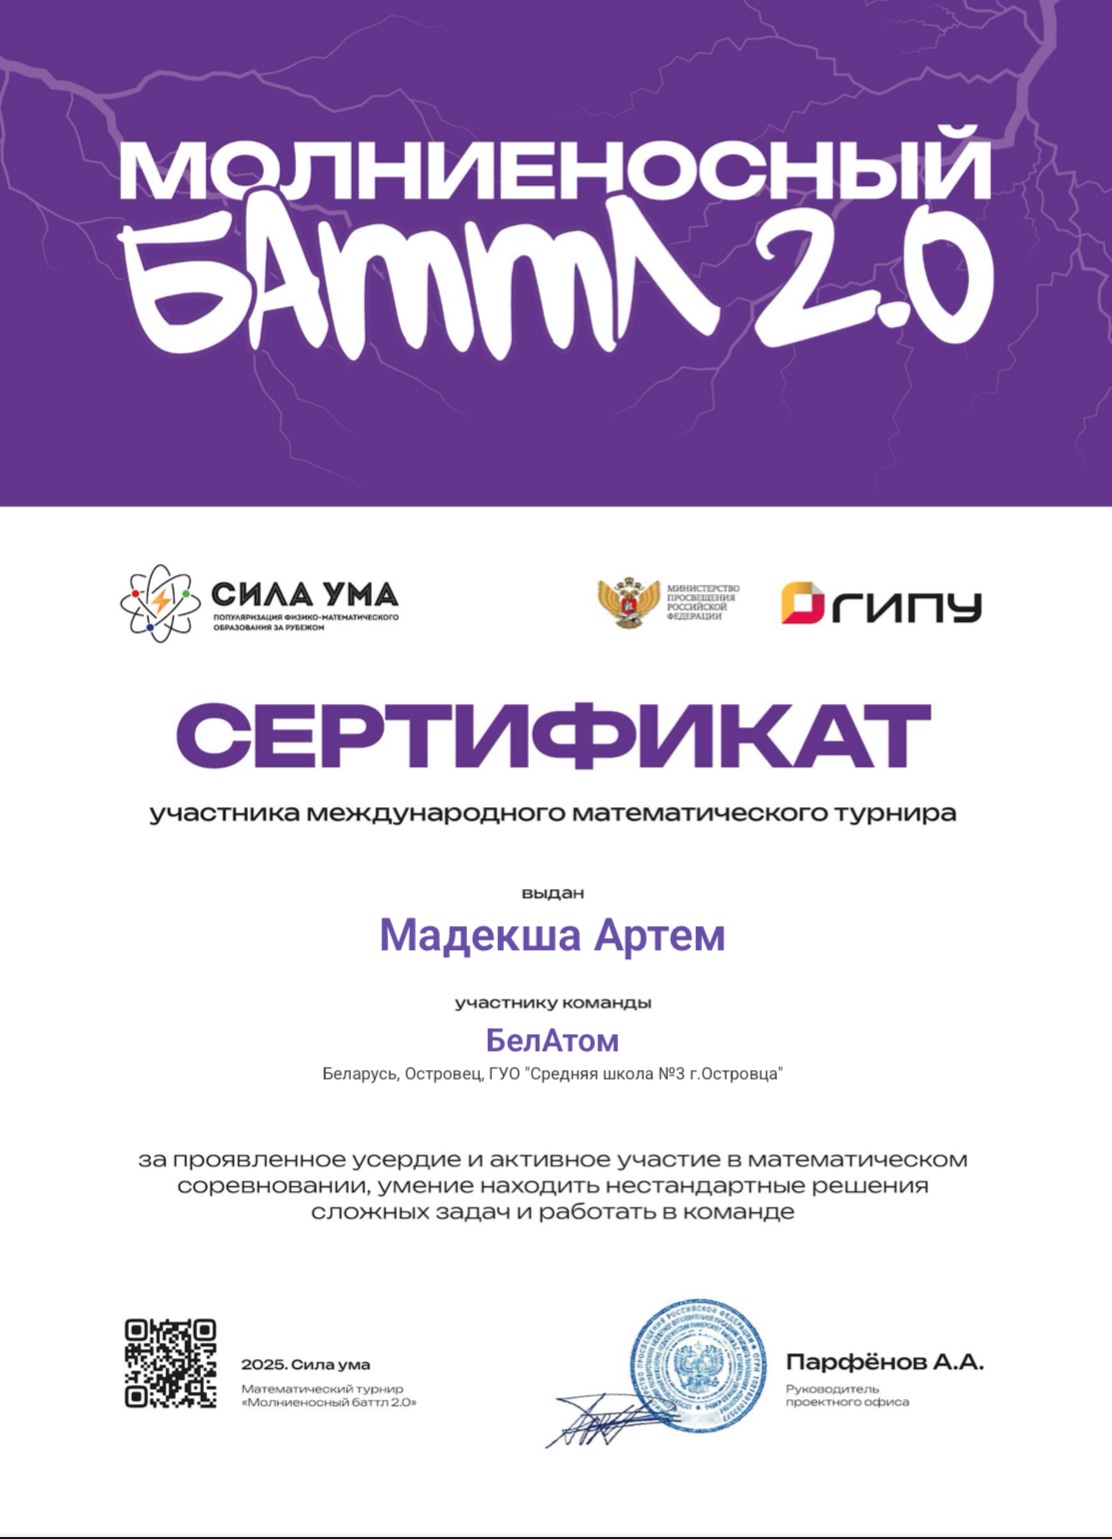 МОЛНИЕНОСНЫЙ
БАТТЛ 2.0
СИЛА УМА
ПОПУЛЯРИЗАЦИЯ ФИЗИКО-МАТЕМАТИЧЕСКОГО
ОБРАЗОВАНИЯ ЗА РУБЕЖОМ
МИНИСТЕРСТВО
ПРОСВЕЩЕНИЯ
РОССИЙСКОЙ
ФЕДЕРАЦИИ
ГИПУ
СЕРТИФИКАТ
участника международного математического турнира
выдан
Мадекша Артем
участнику команды
БелАтом
Беларусь, Островец, ГУО "Средняя школа №3 г.Островца"
за проявленное усердие и активное участие в математическом
соревновании, умение находить нестандартные решения
сложных задач и работать в команде
2025. Сила ума
Математический турнир
«Молниеносный баттл 2.0»
Парфёнов А.А.
Руководитель
проектного офиса